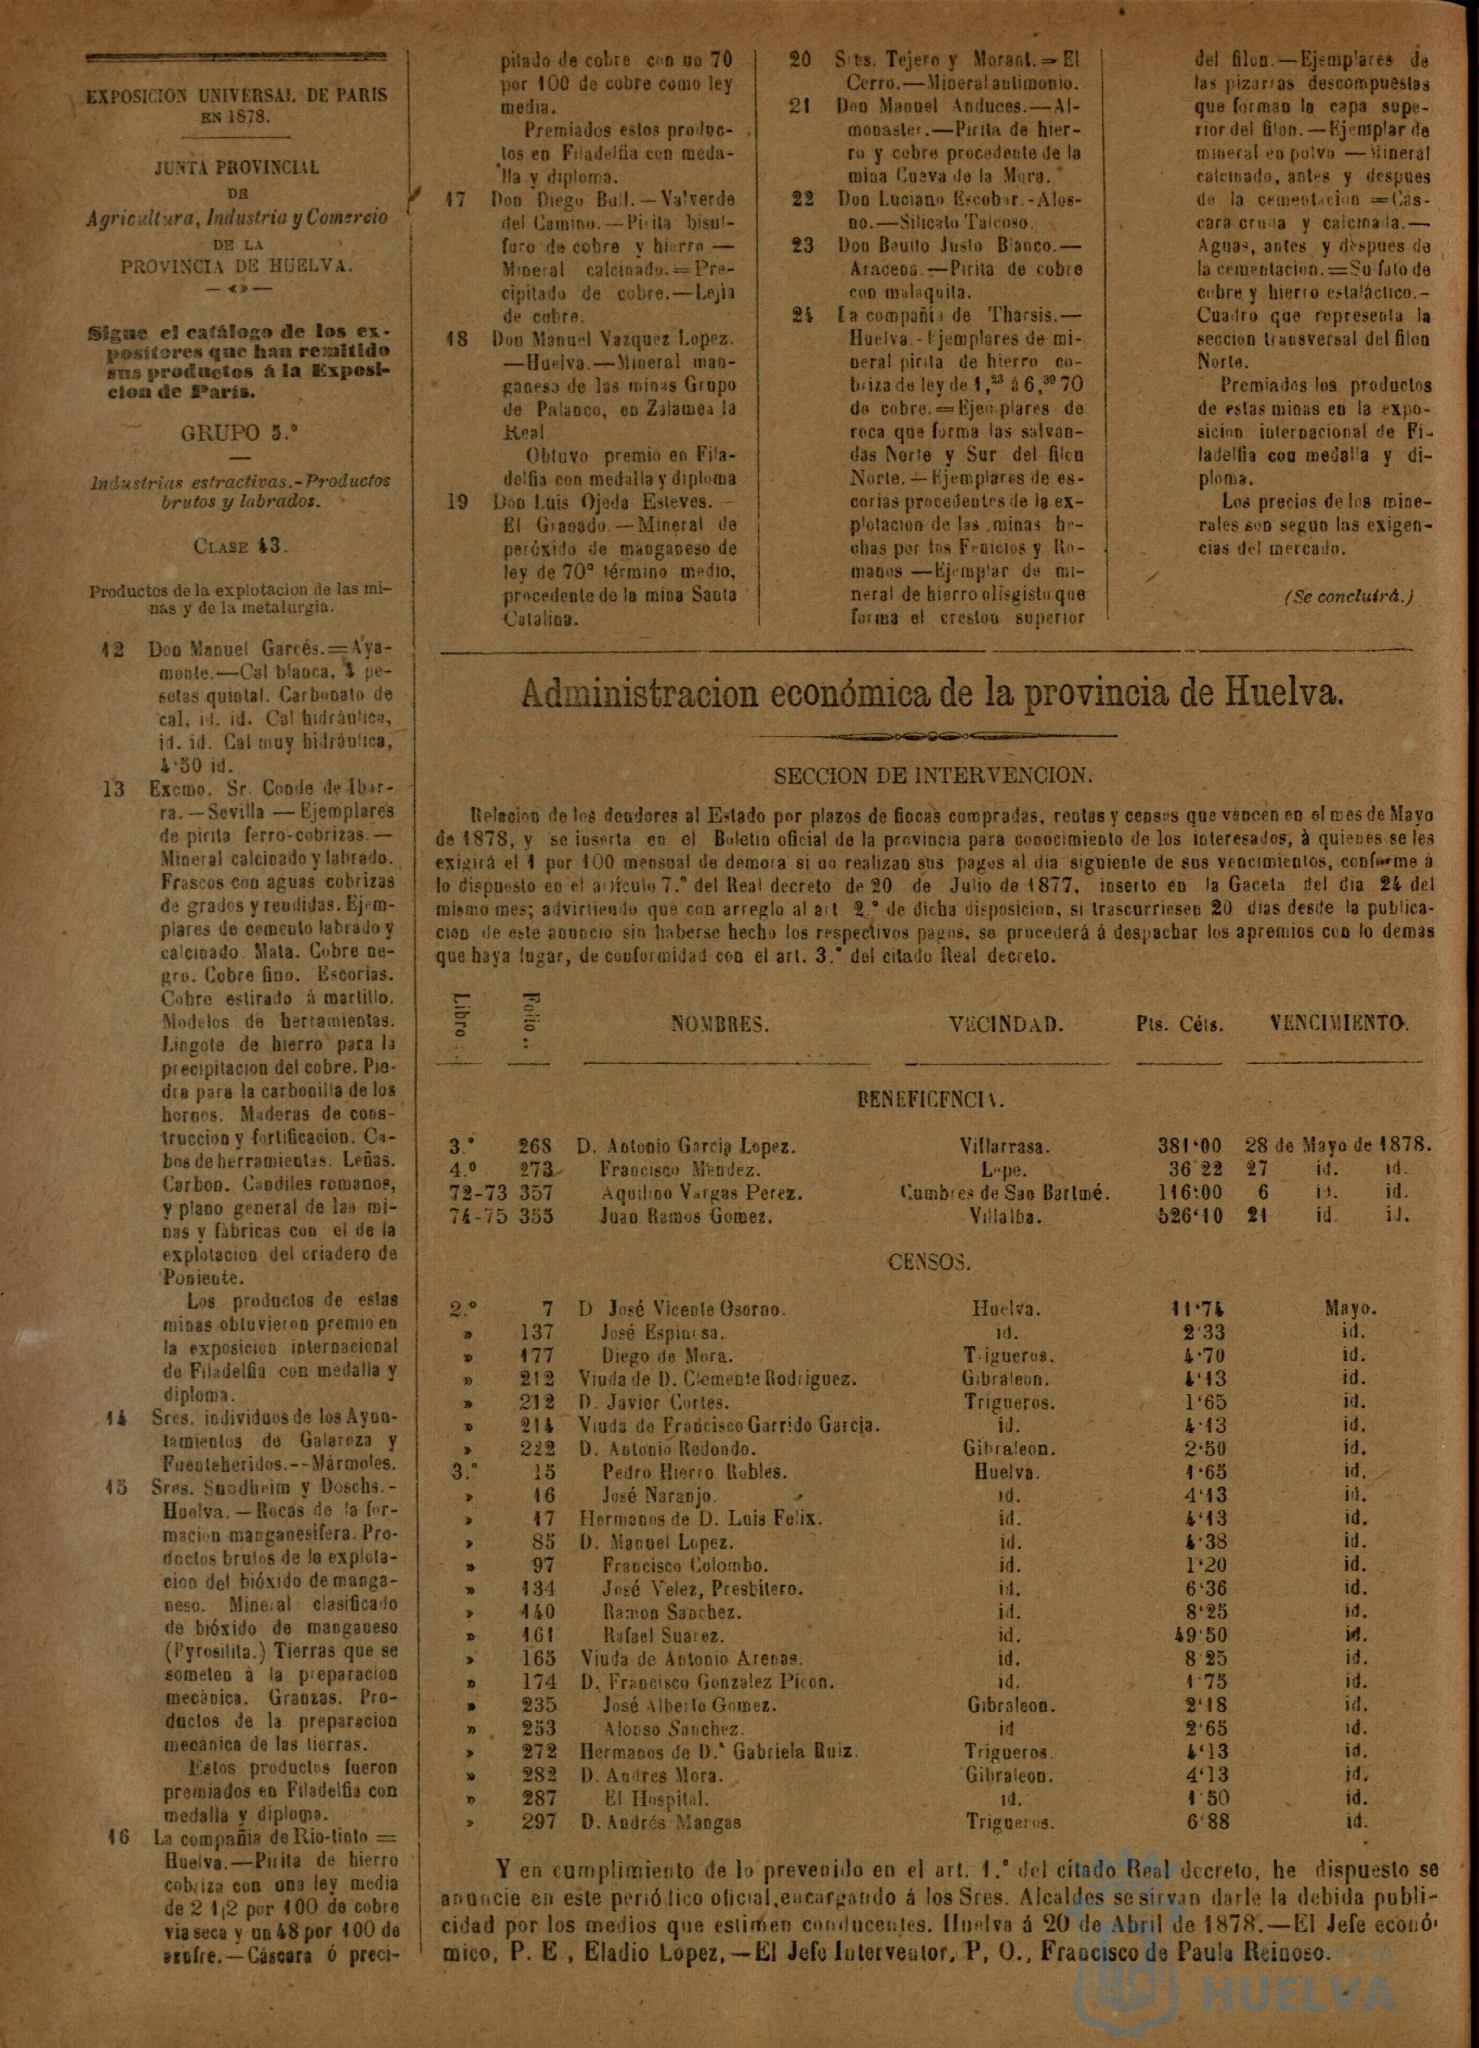 EXPOSICION UNIVERSAL DE PARIS
EN 1878.
JUNTA PROVINCIAL
DE
Agricultura, Industria y Comercio
DE LA
PROVINCIA DE HUELVA.
Sigue el catálogo de los ex-
positores que han remitido
sus productos á la Exposi-
cion de Paris.
GRUPO 5.º
Industrias estractivas.-Productos
brutos y labrados.
CLASE 43.
Productos de la explotacion de las mi-
nas y de la metalurgia.
12 Don Manuel Garcés.=Aya-
monte.—Cal blanca, 4 pe-
setas quintal. Carbonato de
cal, id. id. Cal hidráulica,
id. id. Cal muy hidráulica,
4'50 id.
13 Excmo. Sr. Conde de Ibar-
ra.—Sevilla — Ejemplares
de pirita ferro-cobrizas.—
Mineral calcinado y labrado.
Frascos con aguas cobrizas
de grados y rendidas. Ejem-
plares de cemento labrado y
calcinado. Mata. Cobre ne-
gro. Cobre fino. Escorias.
Cobre estirado á martillo.
Modelos de herramientas.
Lingote de hierro para la
precipitacion del cobre. Pie-
dra para la carbonilla de los
hornos. Maderas de cons-
truccion y fortificacion. Ca-
bos de herramientas. Leñas.
Carbon. Candiles romanos,
y plano general de las mi-
nas y fàbricas con el de la
explotacion del criadero de
Poniente.
Los productos de estas
minas obtuvieron premio en
la exposicion internacional
de Filadelfia con medalla y
diploma.
14 Sres. individuos de los Ayun-
tamientos de Galaroza y
Fuenteheridos.--Mármoles.
15 Sres. Sundheim y Doschs.-
Huelva.—Rocas de la for-
macion manganesifera. Pro-
ductos brutos de la explota-
cion del bióxido de manga-
neso. Mineral clasificado
de bióxido de manganeso
(Pyrosilita.) Tierras que se
someten à la preparacion
mecànica. Granzas. Pro-
ductos de la preparacion
mecànica de las tierras.
Estos productos fueron
premiados en Filadelfia con
medalla y diploma.
16 La compañia de Rio-tinto =
Huelva.—Pirita de hierro
cobriza con una ley media
de 2 1|2 por 100 de cobre
via seca y un 48 por 100 de
azufre.—Cáscara ó preci-
pitado de cobre con un 70
por 100 de cobre como ley
media.
Premiados estos produc-
tos en Filadelfia con meda-
lla y diploma.
17 Don Diego Bull.—Valverde
del Camino.—Pirita bisul-
furo de cobre y hierro —
Mineral calcinado.=Pre-
cipitado de cobre.—Lejia
de cobre.
18 Don Manuel Vazquez Lopez.
—Huelva.—Mineral man-
ganeso de las minas Grupo
de Palanco, en Zalamea la
Real.
Obtuvo premio en Fila-
delfia con medalla y diploma
19 Don Luis Ojeda Esteves. —
El Granado.—Mineral de
peróxido de manganeso de
ley de 70º término medio,
procedente de la mina Santa
Catalina.
20 Sres. Tejero y Morant.=El
Cerro.—Mineral antimonio.
21 Don Manuel Anduces.—Al-
monaster.—Pirita de hier-
ro y cobre procedente de la
mina Cueva de la Mora.
22 Don Luciano Escobar.-Alos-
no.—Silicato Talcoso.
23 Don Benito Justo Blanco.—
Aracena.—Pirita de cobre
con malaquita.
24 La compañia de Tharsis.—
Huelva.-Ejemplares de mi-
neral pirita de hierro co-
briza de ley de 1,23 á 6,39 70
de cobre.=Ejemplares de
roca que forma las salvan-
das Norte y Sur del filon
Norte.—Ejemplares de es-
corias procedentes de la ex-
plotacion de las minas he-
chas por los Fenicios y Ro-
manos —Ejemplar de mi-
neral de hierro olisgisto que
forma el creston superior
del filon.—Ejemplares de
las pizarras descompuestas
que forman la capa supe-
rior del filon.—Ejemplar de
mineral en polvo —Mineral
calcinado, antes y despues
de la cementacion =Cás-
cara cruda y calcinada.—
Aguas, antes y despues de
la cementacion.=Sulfato de
cobre y hierro estaláctico.-
Cuadro que representa la
seccion transversal del filon
Norte.
Premiados los productos
de estas minas en la expo-
sicion internacional de Fi-
ladelfia con medalla y di-
ploma.
Los precios de los mine-
rales son segun las exigen-
cias del mercado.
(Se concluirá.)
Administracion económica de la provincia de Huelva.
SECCION DE INTERVENCION.
Relacion de los deudores al Estado por plazos de fincas compradas, rentas y censos que vencen en el mes de Mayo
de 1878, y se inserta en el Boletin oficial de la provincia para conocimiento de los interesados, à quienes se les
exigirá el 1 por 100 mensual de demora si no realizan sus pagos al dia siguiente de sus vencimientos, conforme á
lo dispuesto en el artículo 7.º del Real decreto de 20 de Julio de 1877, inserto en la Gaceta del dia 24 del
mismo mes; advirtiendo que con arreglo al art 2.º de dicha disposicion, si trascurriesen 20 dias desde la publica-
cion de este anuncio sin haberse hecho los respectivos pagos, se procederá á despachar los apremios con lo demás
que haya lugar, de conformidad con el art. 3.º del citado Real decreto.
Libro... Folio.. NOMBRES. VECINDAD. Pts. Céts. VENCIMIENTO.
BENEFICENCIA.
3.º 268 D. Antonio Garcia Lopez. Villarrasa. 381'00 28 de Mayo de 1878.
4.º 273 Francisco Mendez. Lepe. 36 22 27 id. id.
72-73 357 Aquilino Vargas Perez. Cumbres de San Bartmé. 116'00 6 id. id.
74-75 355 Juan Ramos Gomez. Villalba. 526'10 21 id. id.
CENSOS.
2.º 7 D José Vicente Osorno. Huelva. 11'74 Mayo.
» 137 José Espinosa. id. 2'33 id.
» 177 Diego de Mora. Trigueros. 4'70 id.
» 212 Viuda de D. Clemente Rodriguez. Gibraleon. 4'13 id.
» 212 D. Javier Cortes. Trigueros. 1'65 id.
» 214 Viuda de Francisco Garrido Garcia. id. 4'13 id.
» 222 D. Antonio Redondo. Gibraleon. 2'50 id.
3.º 15 Pedro Hierro Robles. Huelva. 1'65 id.
» 16 José Naranjo. id. 4'13 id.
» 17 Hermanos de D. Luis Felix. id. 4'13 id.
» 85 D. Manuel Lopez. id. 4'38 id.
» 97 Francisco Colombo. id. 1'20 id.
» 134 José Velez, Presbitero. id. 6'36 id.
» 140 Ramon Sanchez. id. 8'25 id.
» 161 Rafael Suarez. id. 49'50 id.
» 165 Viuda de Antonio Arenas. id. 8 25 id.
» 174 D. Francisco Gonzalez Picon. id. 1'75 id.
» 235 José Alberto Gomez. Gibraleon. 2'18 id.
» 253 Alonso Sanchez. id 2'65 id.
» 272 Hermanos de D.ª Gabriela Ruiz. Trigueros. 4'13 id.
» 282 D. Andres Mora. Gibraleon. 4'13 id.
» 287 El Hospital. id. 1'50 id.
» 297 D. Andrés Mangas Trigueros. 6'88 id.
Y en cumplimiento de lo prevenido en el art. 1.º del citado Real decreto, he dispuesto se
anuncie en este periódico oficial, encargando á los Sres. Alcaldes se sirvan darle la debida publi-
cidad por los medios que estimen conducentes. Huelva á 20 de Abril de 1878.—El Jefe econó-
mico, P. E., Eladio Lopez,—El Jefe Interventor, P, O., Francisco de Paula Reinoso.
HUELVA